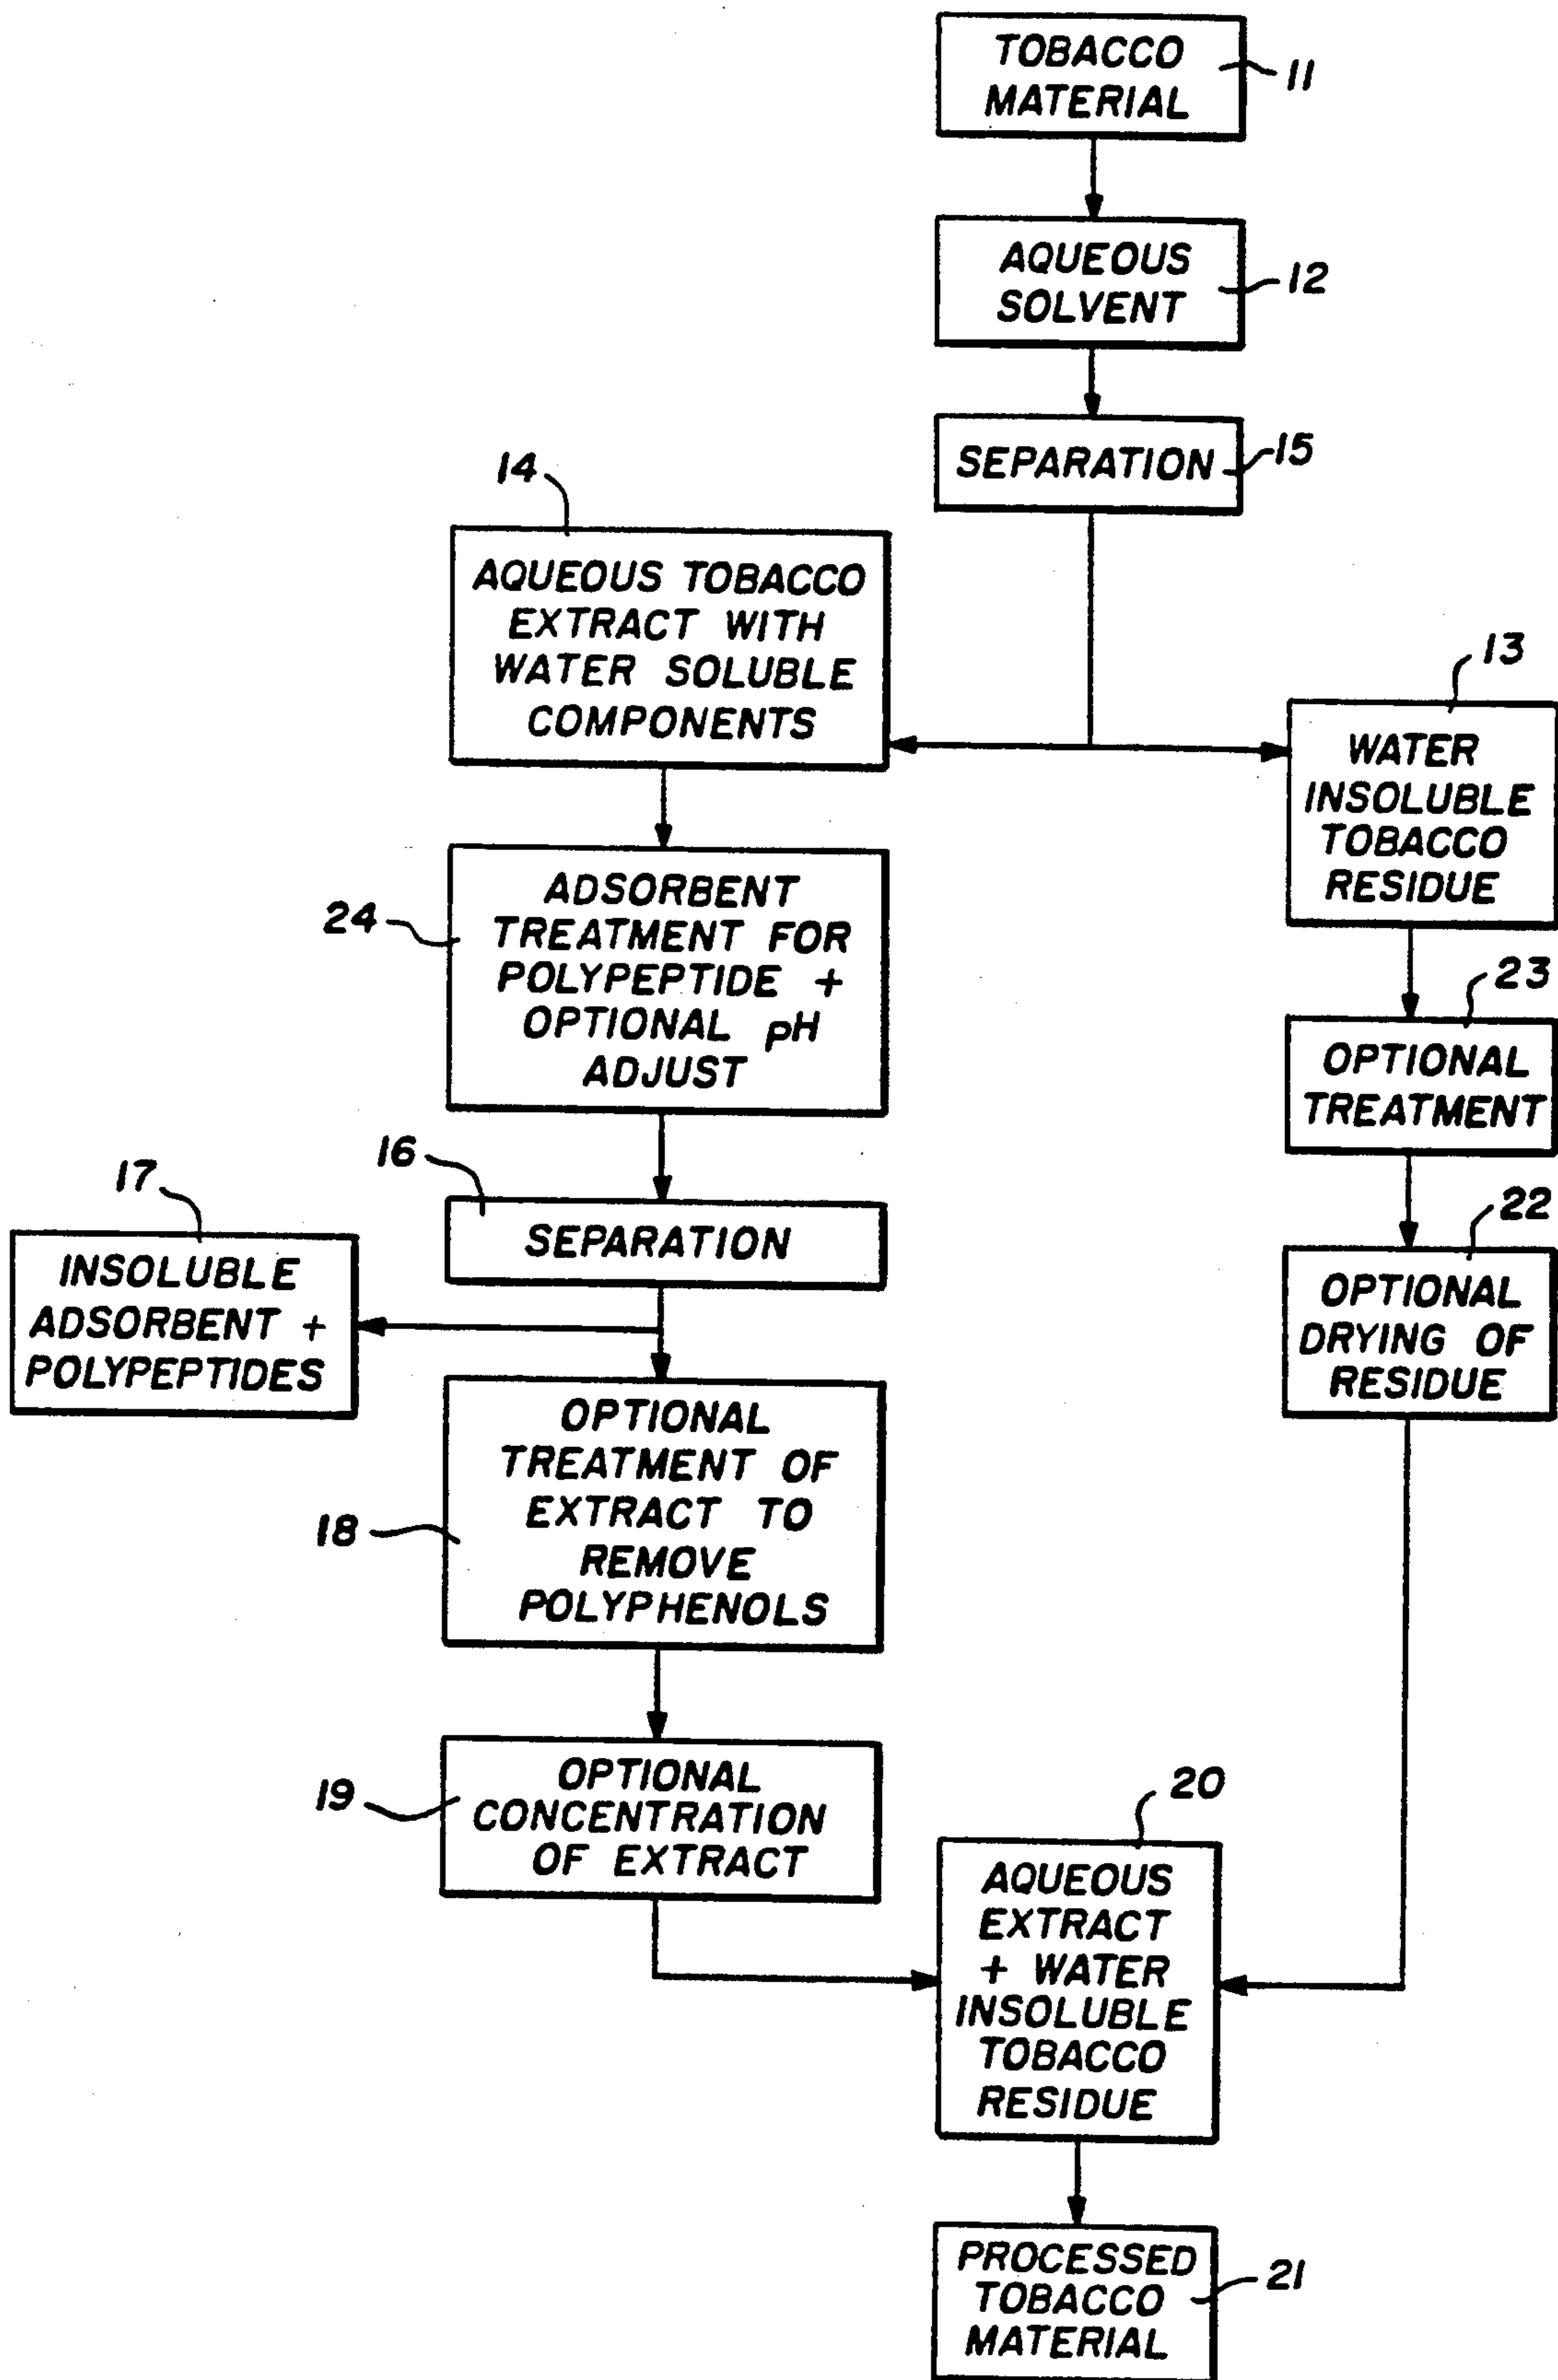 TOBACCO
MATERIAL
11
AQUEOUS
SOLVENT
12
SEPARATION
15
14
AQUEOUS TOBACCO
EXTRACT WITH
WATER SOLUBLE
COMPONENTS
13
WATER
INSOLUBLE
TOBACCO
RESIDUE
24
ADSORBENT
TREATMENT FOR
POLYPEPTIDE +
OPTIONAL pH
ADJUST
23
OPTIONAL
TREATMENT
16
SEPARATION
17
INSOLUBLE
ADSORBENT +
POLYPEPTIDES
22
OPTIONAL
DRYING OF
RESIDUE
18
OPTIONAL
TREATMENT OF
EXTRACT TO
REMOVE
POLYPHENOLS
19
OPTIONAL
CONCENTRATION
OF EXTRACT
20
AQUEOUS
EXTRACT
+ WATER
INSOLUBLE
TOBACCO
RESIDUE
PROCESSED
TOBACCO
MATERIAL
21